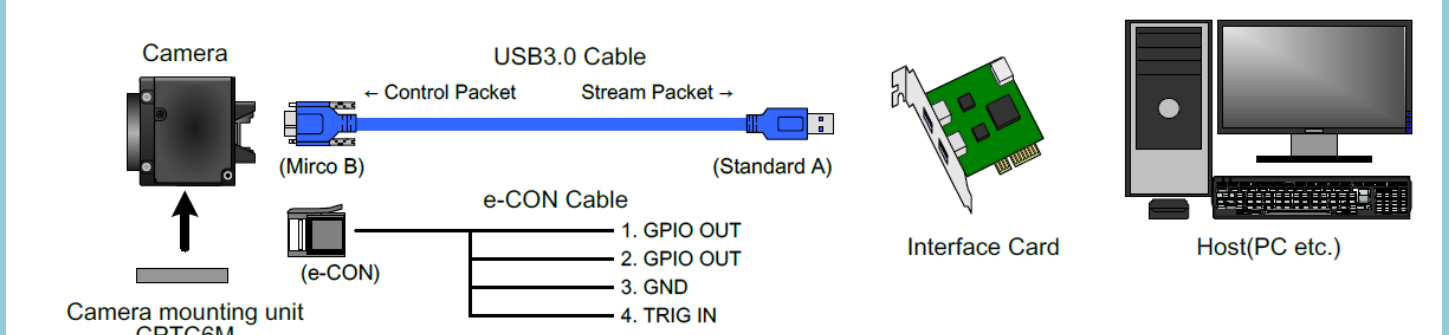 Camera
USB3.0 Cable
← Control Packet
Stream Packet →
(Mirco B)
(Standard A)
e-CON Cable
1. GPIO OUT
2. GPIO OUT
3. GND
4. TRIG IN
(e-CON)
Interface Card
Host(PC etc.)
Camera mounting unit
CPTC6M